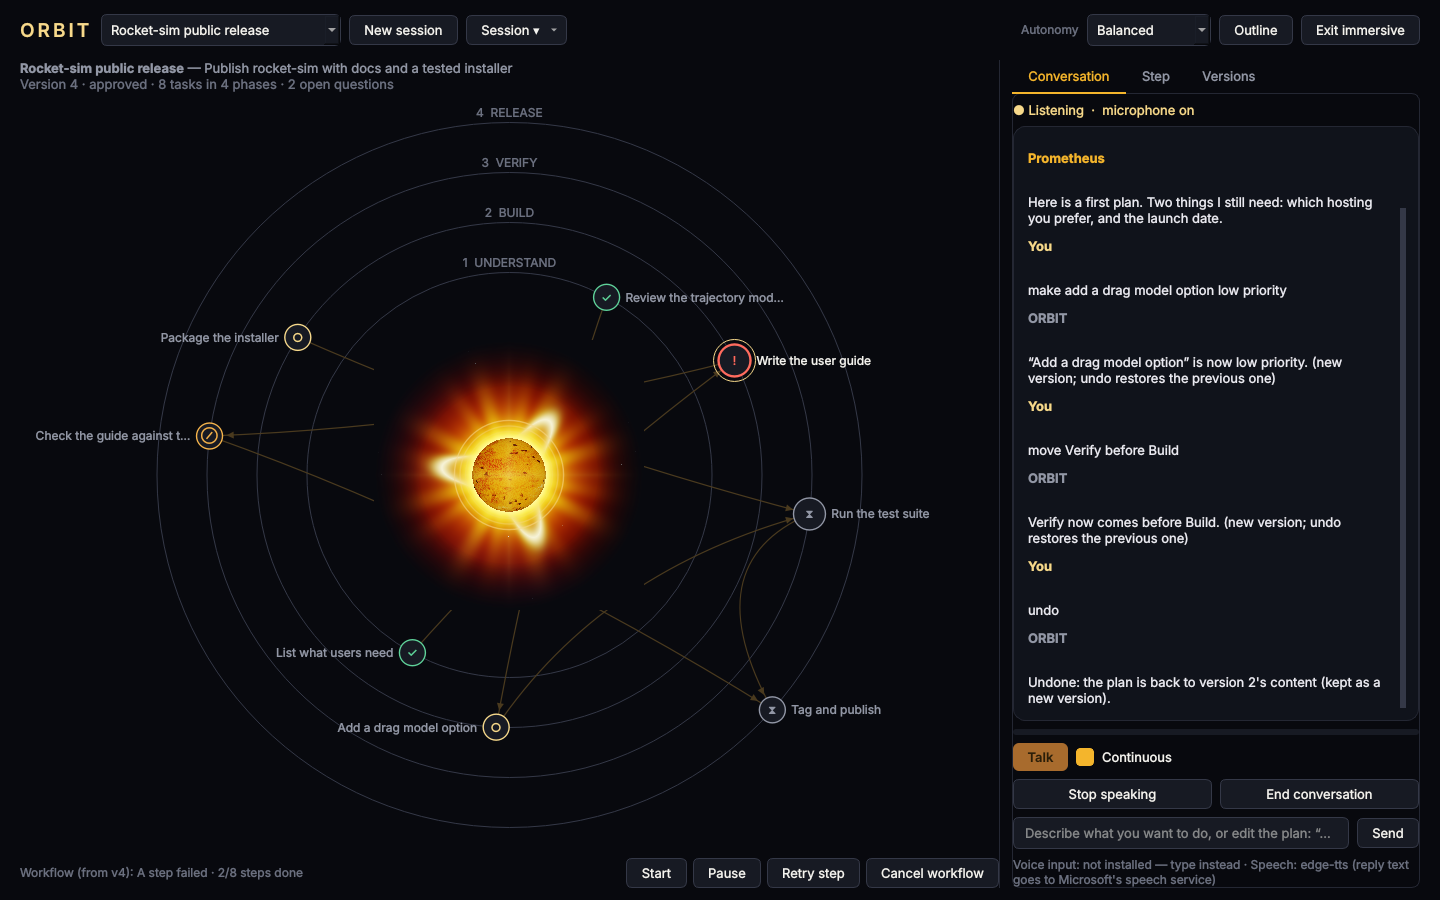 ORBIT
Rocket-sim public release
New session
Session ▾
Autonomy
Balanced
Outline
Exit immersive
Rocket-sim public release — Publish rocket-sim with docs and a tested installer
Version 4 · approved · 8 tasks in 4 phases · 2 open questions
4 RELEASE
3 VERIFY
2 BUILD
1 UNDERSTAND
Review the trajectory mod...
Package the installer
Write the user guide
Check the guide against t...
Run the test suite
List what users need
Tag and publish
Add a drag model option
Workflow (from v4): A step failed · 2/8 steps done
Start
Pause
Retry step
Cancel workflow
Conversation
Step
Versions
Listening · microphone on
Prometheus
Here is a first plan. Two things I still need: which hosting
you prefer, and the launch date.
You
make add a drag model option low priority
ORBIT
“Add a drag model option” is now low priority. (new
version; undo restores the previous one)
You
move Verify before Build
ORBIT
Verify now comes before Build. (new version; undo
restores the previous one)
You
undo
ORBIT
Undone: the plan is back to version 2's content (kept as a
new version).
Talk
Continuous
Stop speaking
End conversation
Describe what you want to do, or edit the plan: “...
Send
Voice input: not installed — type instead · Speech: edge-tts (reply text
goes to Microsoft's speech service)